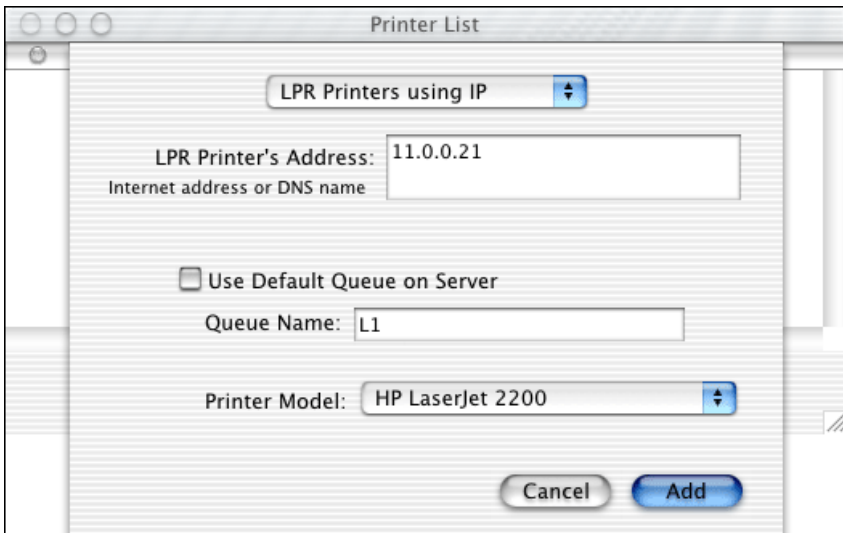 Printer List
LPR Printers using IP
LPR Printer's Address: 11.0.0.21
Internet address or DNS name
Use Default Queue on Server
Queue Name: L1
Printer Model: HP LaserJet 2200
Cancel Add